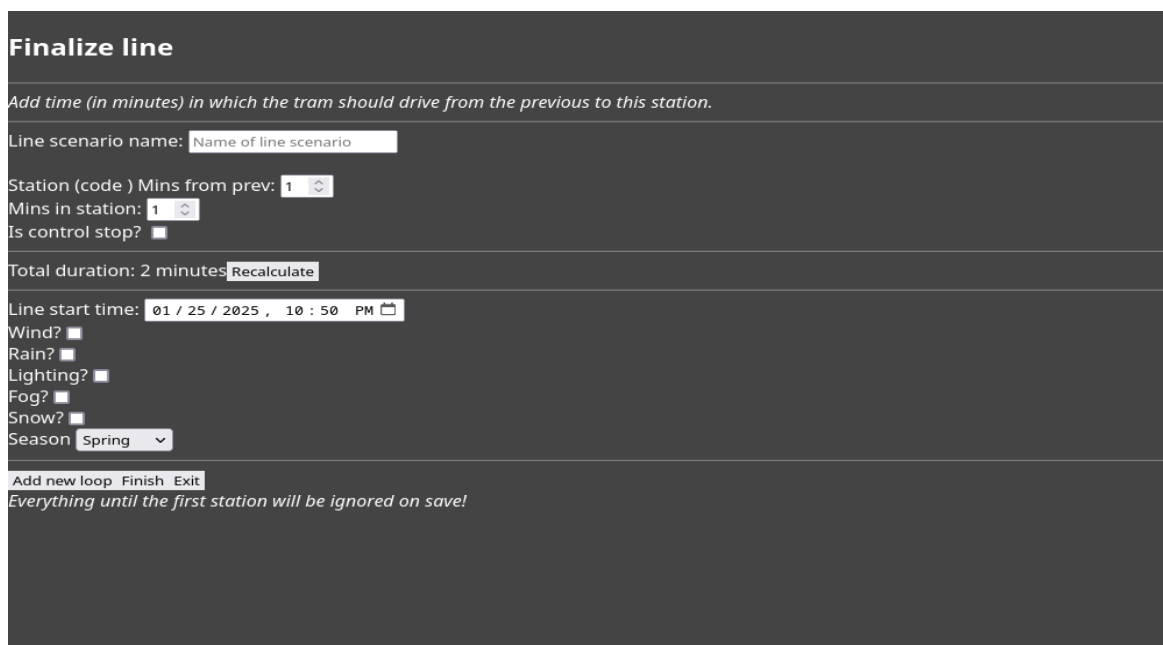 Finalize line
Add time (in minutes) in which the tram should drive from the previous to this station.
Line scenario name: Name of line scenario
Station (code ) Mins from prev: 1
Mins in station: 1
Is control stop?
Total duration: 2 minutes Recalculate
Line start time: 01/25/2025, 10:50 PM
Wind?
Rain?
Lighting?
Fog?
Snow?
Season Spring
Add new loop Finish Exit
Everything until the first station will be ignored on save!